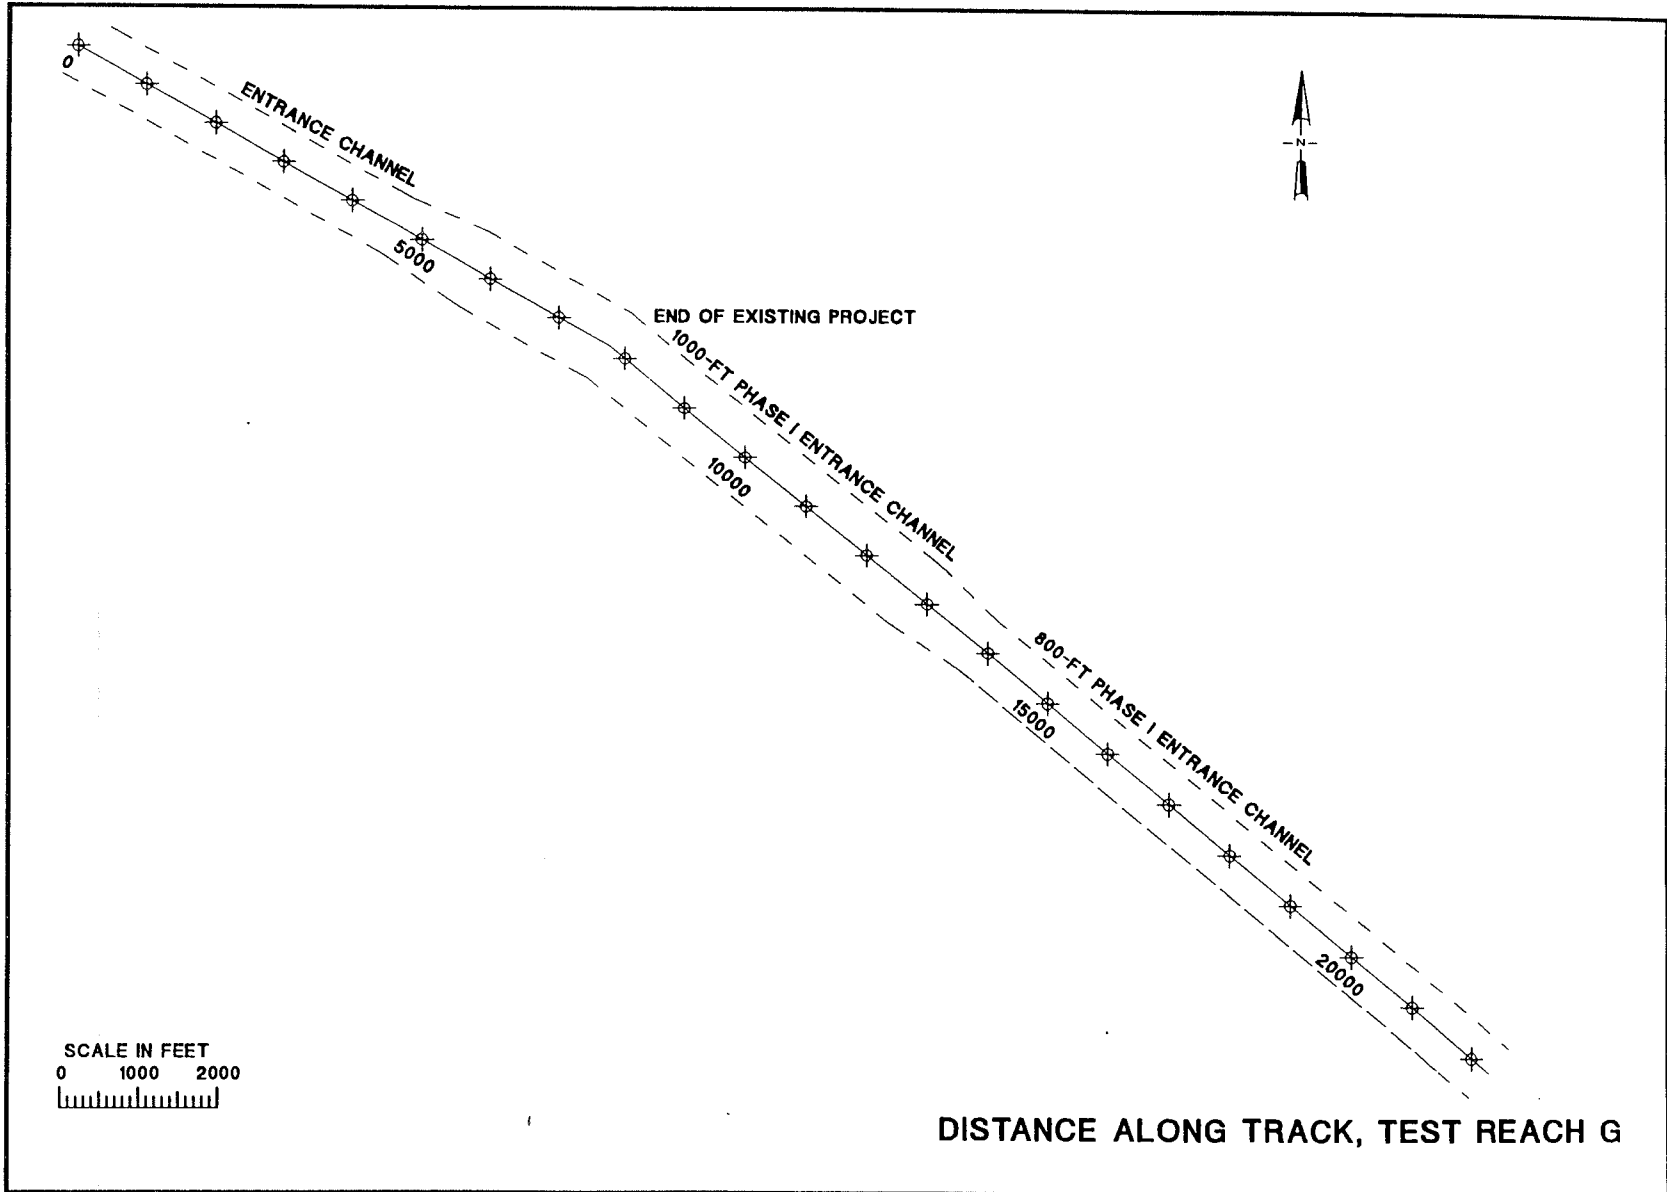 0
ENTRANCE CHANNEL
5000
N
END OF EXISTING PROJECT
1000-FT PHASE I ENTRANCE CHANNEL
10000
800-FT PHASE I ENTRANCE CHANNEL
15000
20000
SCALE IN FEET
0 1000 2000
DISTANCE ALONG TRACK, TEST REACH G